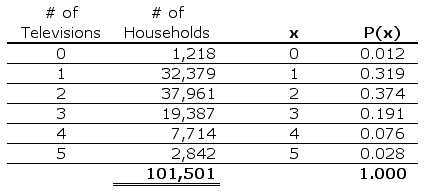 # of # of
Televisions Households x P(x)
0 1,218 0 0.012
1 32,379 1 0.319
2 37,961 2 0.374
3 19,387 3 0.191
4 7,714 4 0.076
5 2,842 5 0.028
101,501 1.000